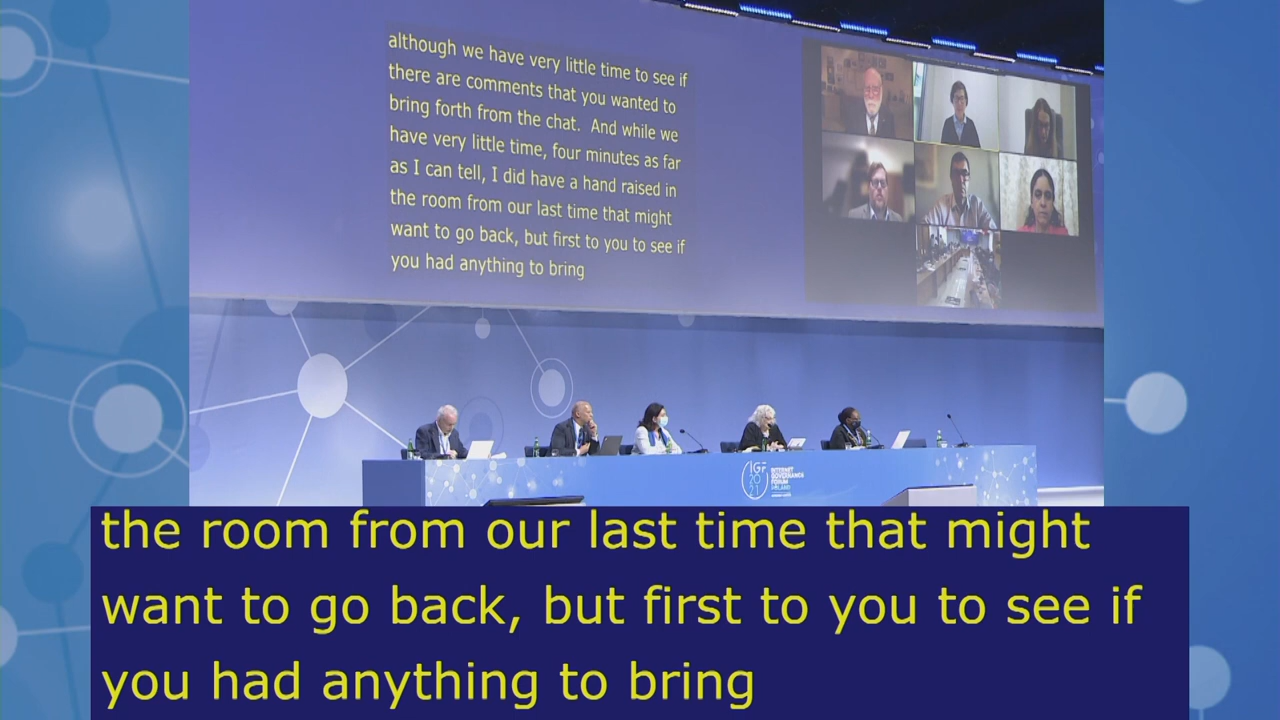 although we have very little time to see if
there are comments that you wanted to
bring forth from the chat. And while we
have very little time, four minutes as far
as I can tell, I did have a hand raised in
the room from our last time that might
want to go back, but first to you to see if
you had anything to bring
IGF
20
21
INTERNET
GOVERNANCE
FORUM
POLAND
the room from our last time that might
want to go back, but first to you to see if
you had anything to bring